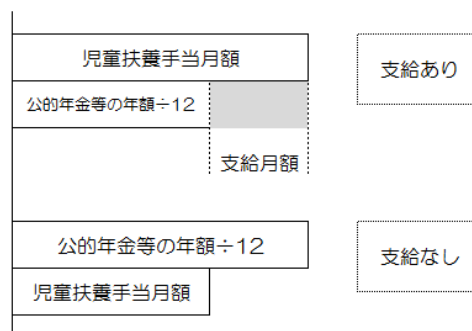 児童扶養手当月額
支給あり
公的年金等の年額÷12
支給月額
公的年金等の年額÷12
支給なし
児童扶養手当月額